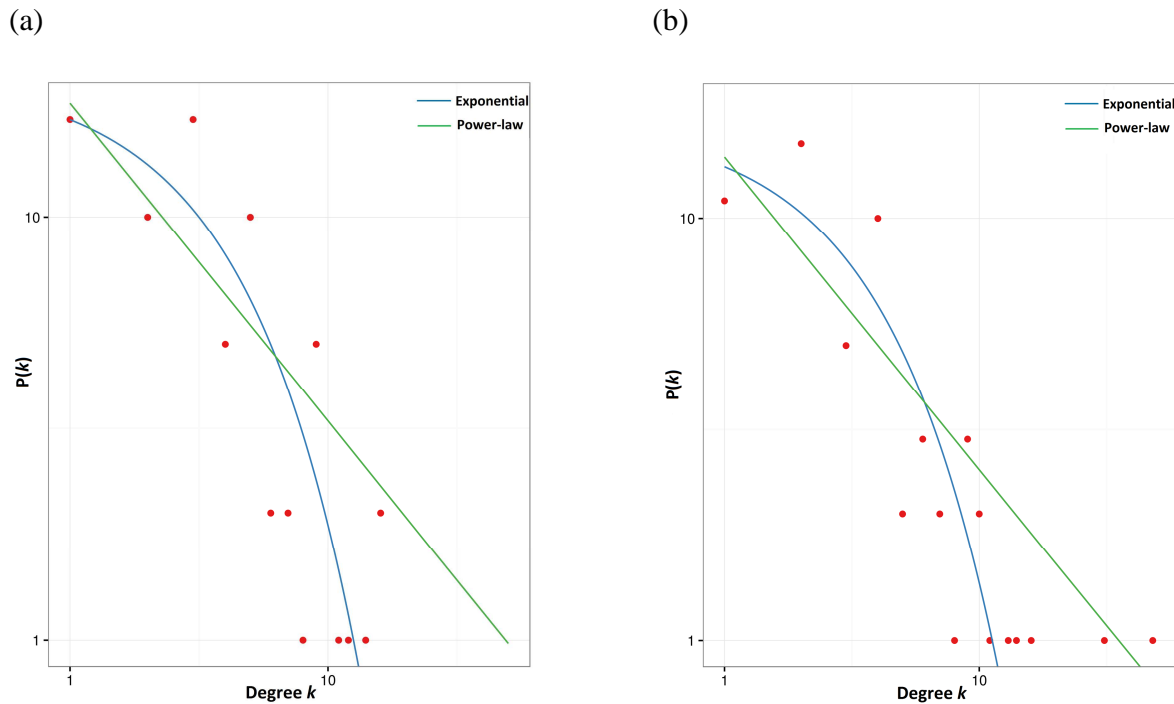 (a)
Exponential
Power-law
10
1
P(k)
1
10
Degree k
(b)
Exponential
Power-law
10
1
P(k)
1
10
Degree k